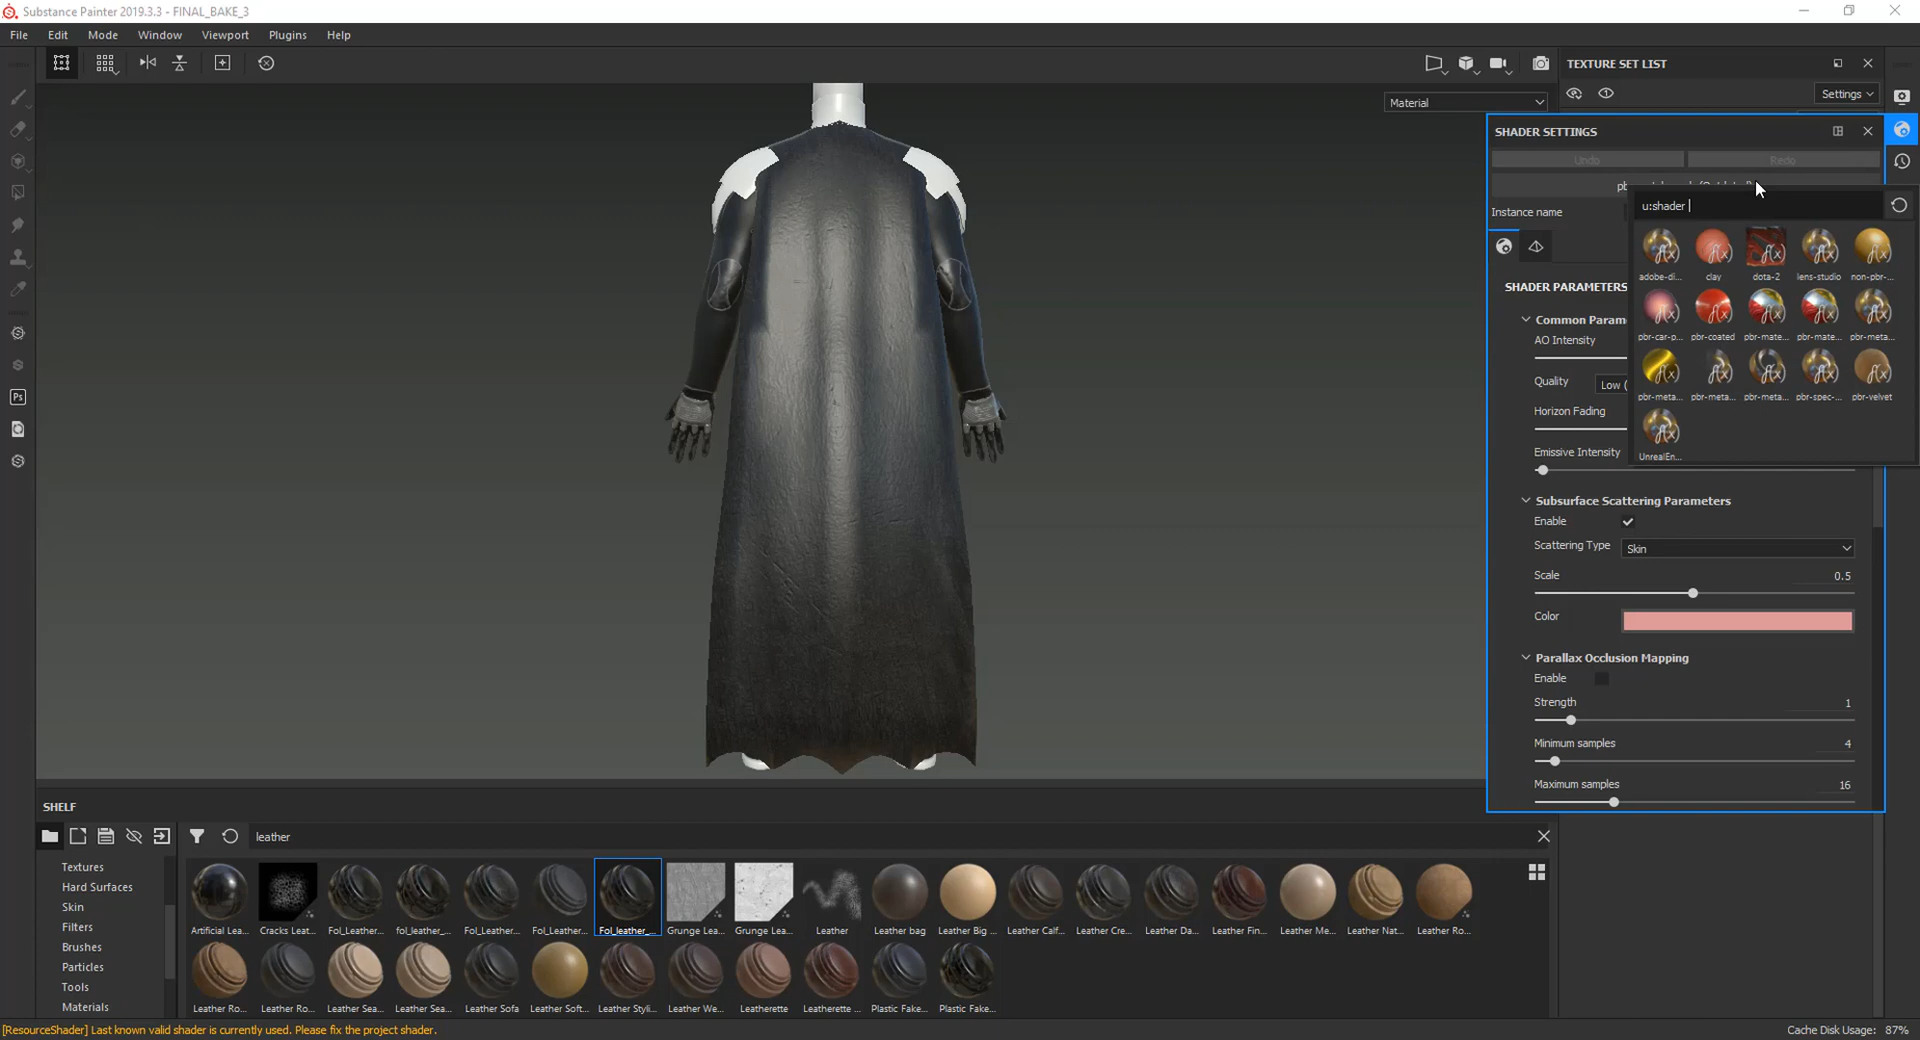 Substance Painter 2019.3.3 - FINAL_BAKE_3
File Edit Mode Window Viewport Plugins Help
Material
TEXTURE SET LIST
Settings
SHADER SETTINGS
Undo Redo
u:shader
Instance name
adobe-di... clay dota-2 lens-studio non-pbr-...
pbr-car-p... pbr-coated pbr-mate... pbr-mate... pbr-meta...
pbr-meta... pbr-meta... pbr-meta... pbr-spec-... pbr-velvet
UnrealEn...
SHADER PARAMETERS
Common Param
AO Intensity
Quality Low (
Horizon Fading
Emissive Intensity
Subsurface Scattering Parameters
Enable
Scattering Type Skin
Scale 0.5
Color
Parallax Occlusion Mapping
Enable
Strength 1
Minimum samples 4
Maximum samples 16
SHELF
leather
Textures
Hard Surfaces
Skin
Filters
Brushes
Particles
Tools
Materials
Ps
Artificial Lea... Cracks Leat... Fol_Leather... fol_leather_... Fol_Leather... Fol_Leather... Fol_leather_... Grunge Lea... Grunge Lea... Leather Leather bag Leather Big ... Leather Calf... Leather Cre... Leather Da... Leather Fin... Leather Me... Leather Nat... Leather Ro...
Leather Ro... Leather Ro... Leather Sea... Leather Sea... Leather Sofa Leather Soft... Leather Styli... Leather We... Leatherette Leatherette ... Plastic Fake... Plastic Fake...
[ResourceShader] Last known valid shader is currently used. Please fix the project shader.
Cache Disk Usage: 87%